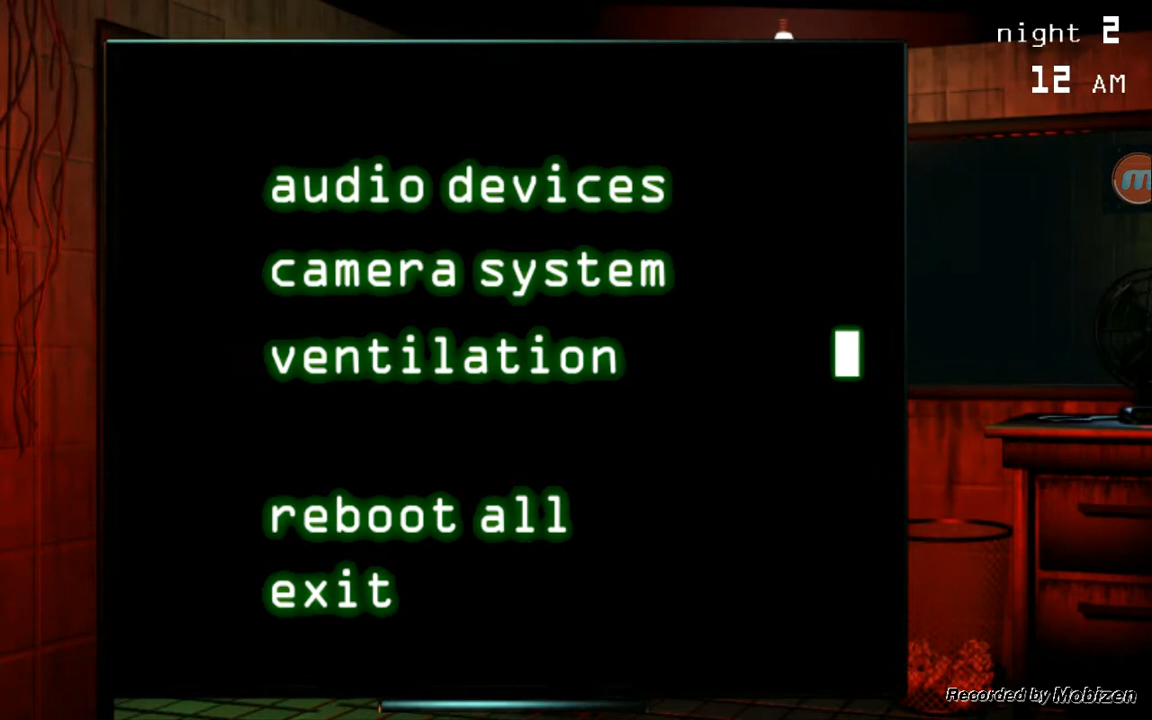 night 2
12 AM
audio devices
camera system
ventilation
reboot all
exit
Recorded by Mobizen